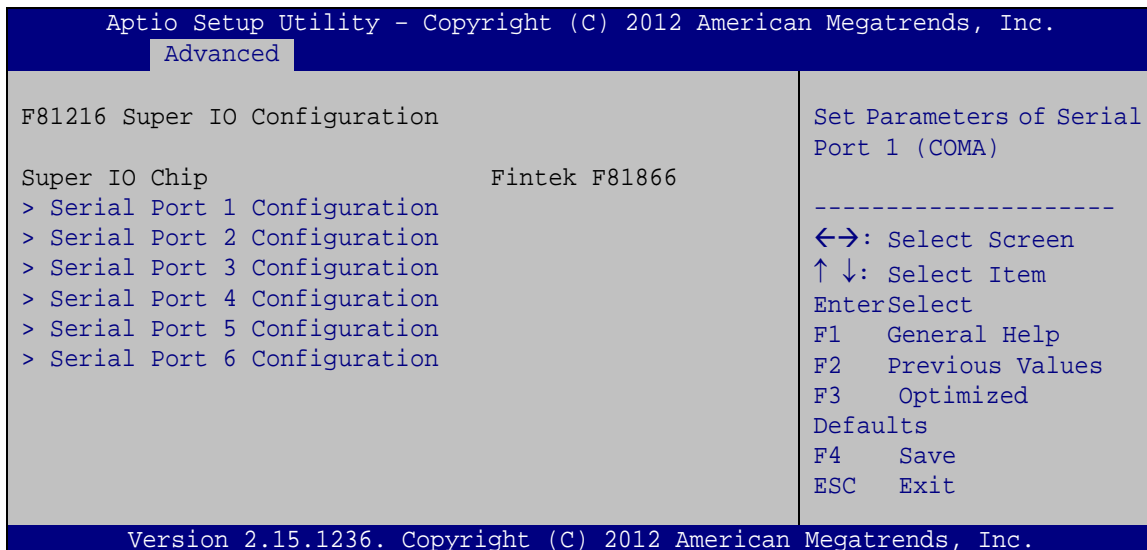 Aptio Setup Utility – Copyright (C) 2012 American Megatrends, Inc.
Advanced
F81216 Super IO Configuration
Super IO Chip Fintek F81866
> Serial Port 1 Configuration
> Serial Port 2 Configuration
> Serial Port 3 Configuration
> Serial Port 4 Configuration
> Serial Port 5 Configuration
> Serial Port 6 Configuration
Set Parameters of Serial
Port 1 (COMA)
---------------------
←→: Select Screen
↑ ↓: Select Item
EnterSelect
F1 General Help
F2 Previous Values
F3 Optimized
Defaults
F4 Save
ESC Exit
Version 2.15.1236. Copyright (C) 2012 American Megatrends, Inc.